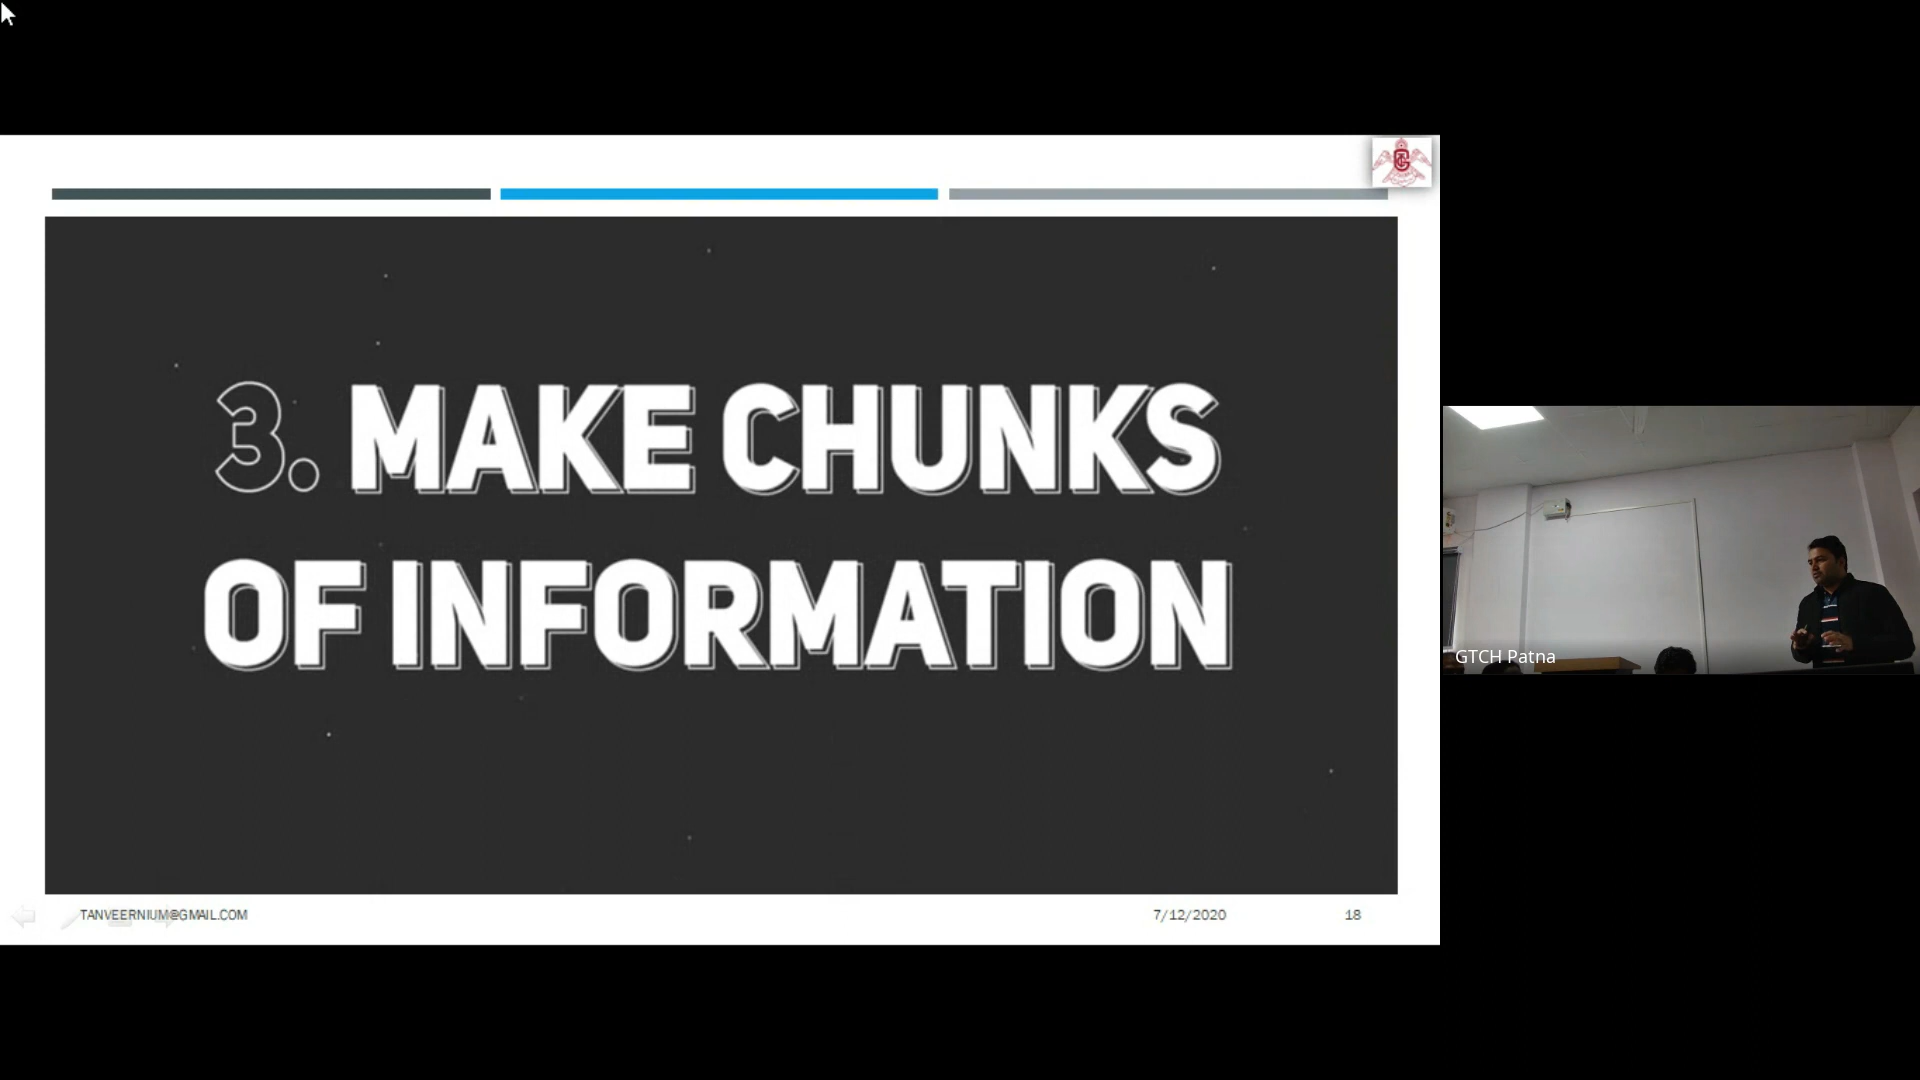 3. MAKE CHUNKS
OF INFORMATION
TANVEERNIUM@GMAIL.COM
7/12/2020
18
GTCH Patna